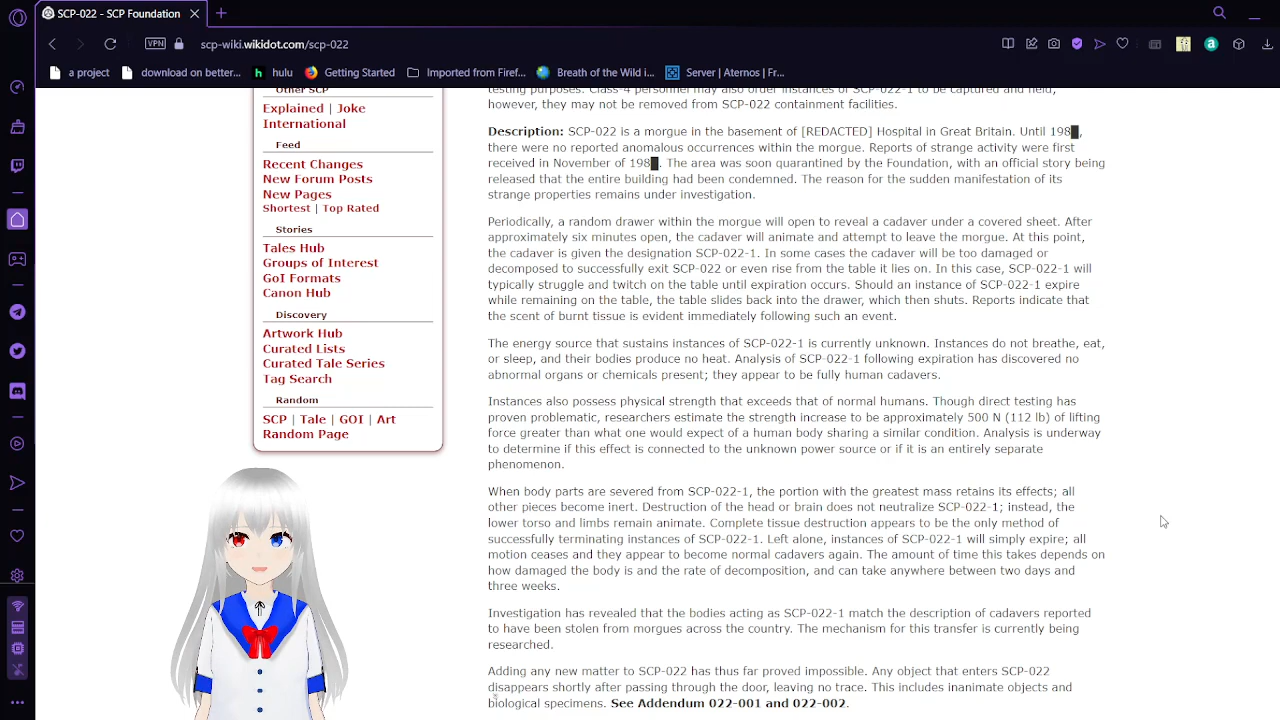 SCP-022 - SCP Foundation
VPN
scp-wiki.wikidot.com/scp-022
a project
download on better...
h hulu
Getting Started
Imported from Firef...
Breath of the Wild i...
Server | Aternos | Fr...
Other SCP
Explained | Joke
International
Feed
Recent Changes
New Forum Posts
New Pages
Shortest | Top Rated
Stories
Tales Hub
Groups of Interest
GoI Formats
Canon Hub
Discovery
Artwork Hub
Curated Lists
Curated Tale Series
Tag Search
Random
SCP | Tale | GOI | Art
Random Page
testing purposes. Class-4 personnel may also order instances of SCP-022-1 to be captured and held,
however, they may not be removed from SCP-022 containment facilities.
Description: SCP-022 is a morgue in the basement of [REDACTED] Hospital in Great Britain. Until 198█,
there were no reported anomalous occurrences within the morgue. Reports of strange activity were first
received in November of 198█. The area was soon quarantined by the Foundation, with an official story being
released that the entire building had been condemned. The reason for the sudden manifestation of its
strange properties remains under investigation.
Periodically, a random drawer within the morgue will open to reveal a cadaver under a covered sheet. After
approximately six minutes open, the cadaver will animate and attempt to leave the morgue. At this point,
the cadaver is given the designation SCP-022-1. In some cases the cadaver will be too damaged or
decomposed to successfully exit SCP-022 or even rise from the table it lies on. In this case, SCP-022-1 will
typically struggle and twitch on the table until expiration occurs. Should an instance of SCP-022-1 expire
while remaining on the table, the table slides back into the drawer, which then shuts. Reports indicate that
the scent of burnt tissue is evident immediately following such an event.
The energy source that sustains instances of SCP-022-1 is currently unknown. Instances do not breathe, eat,
or sleep, and their bodies produce no heat. Analysis of SCP-022-1 following expiration has discovered no
abnormal organs or chemicals present; they appear to be fully human cadavers.
Instances also possess physical strength that exceeds that of normal humans. Though direct testing has
proven problematic, researchers estimate the strength increase to be approximately 500 N (112 lb) of lifting
force greater than what one would expect of a human body sharing a similar condition. Analysis is underway
to determine if this effect is connected to the unknown power source or if it is an entirely separate
phenomenon.
When body parts are severed from SCP-022-1, the portion with the greatest mass retains its effects; all
other pieces become inert. Destruction of the head or brain does not neutralize SCP-022-1; instead, the
lower torso and limbs remain animate. Complete tissue destruction appears to be the only method of
successfully terminating instances of SCP-022-1. Left alone, instances of SCP-022-1 will simply expire; all
motion ceases and they appear to become normal cadavers again. The amount of time this takes depends on
how damaged the body is and the rate of decomposition, and can take anywhere between two days and
three weeks.
Investigation has revealed that the bodies acting as SCP-022-1 match the description of cadavers reported
to have been stolen from morgues across the country. The mechanism for this transfer is currently being
researched.
Adding any new matter to SCP-022 has thus far proved impossible. Any object that enters SCP-022
disappears shortly after passing through the door, leaving no trace. This includes inanimate objects and
biological specimens. See Addendum 022-001 and 022-002.